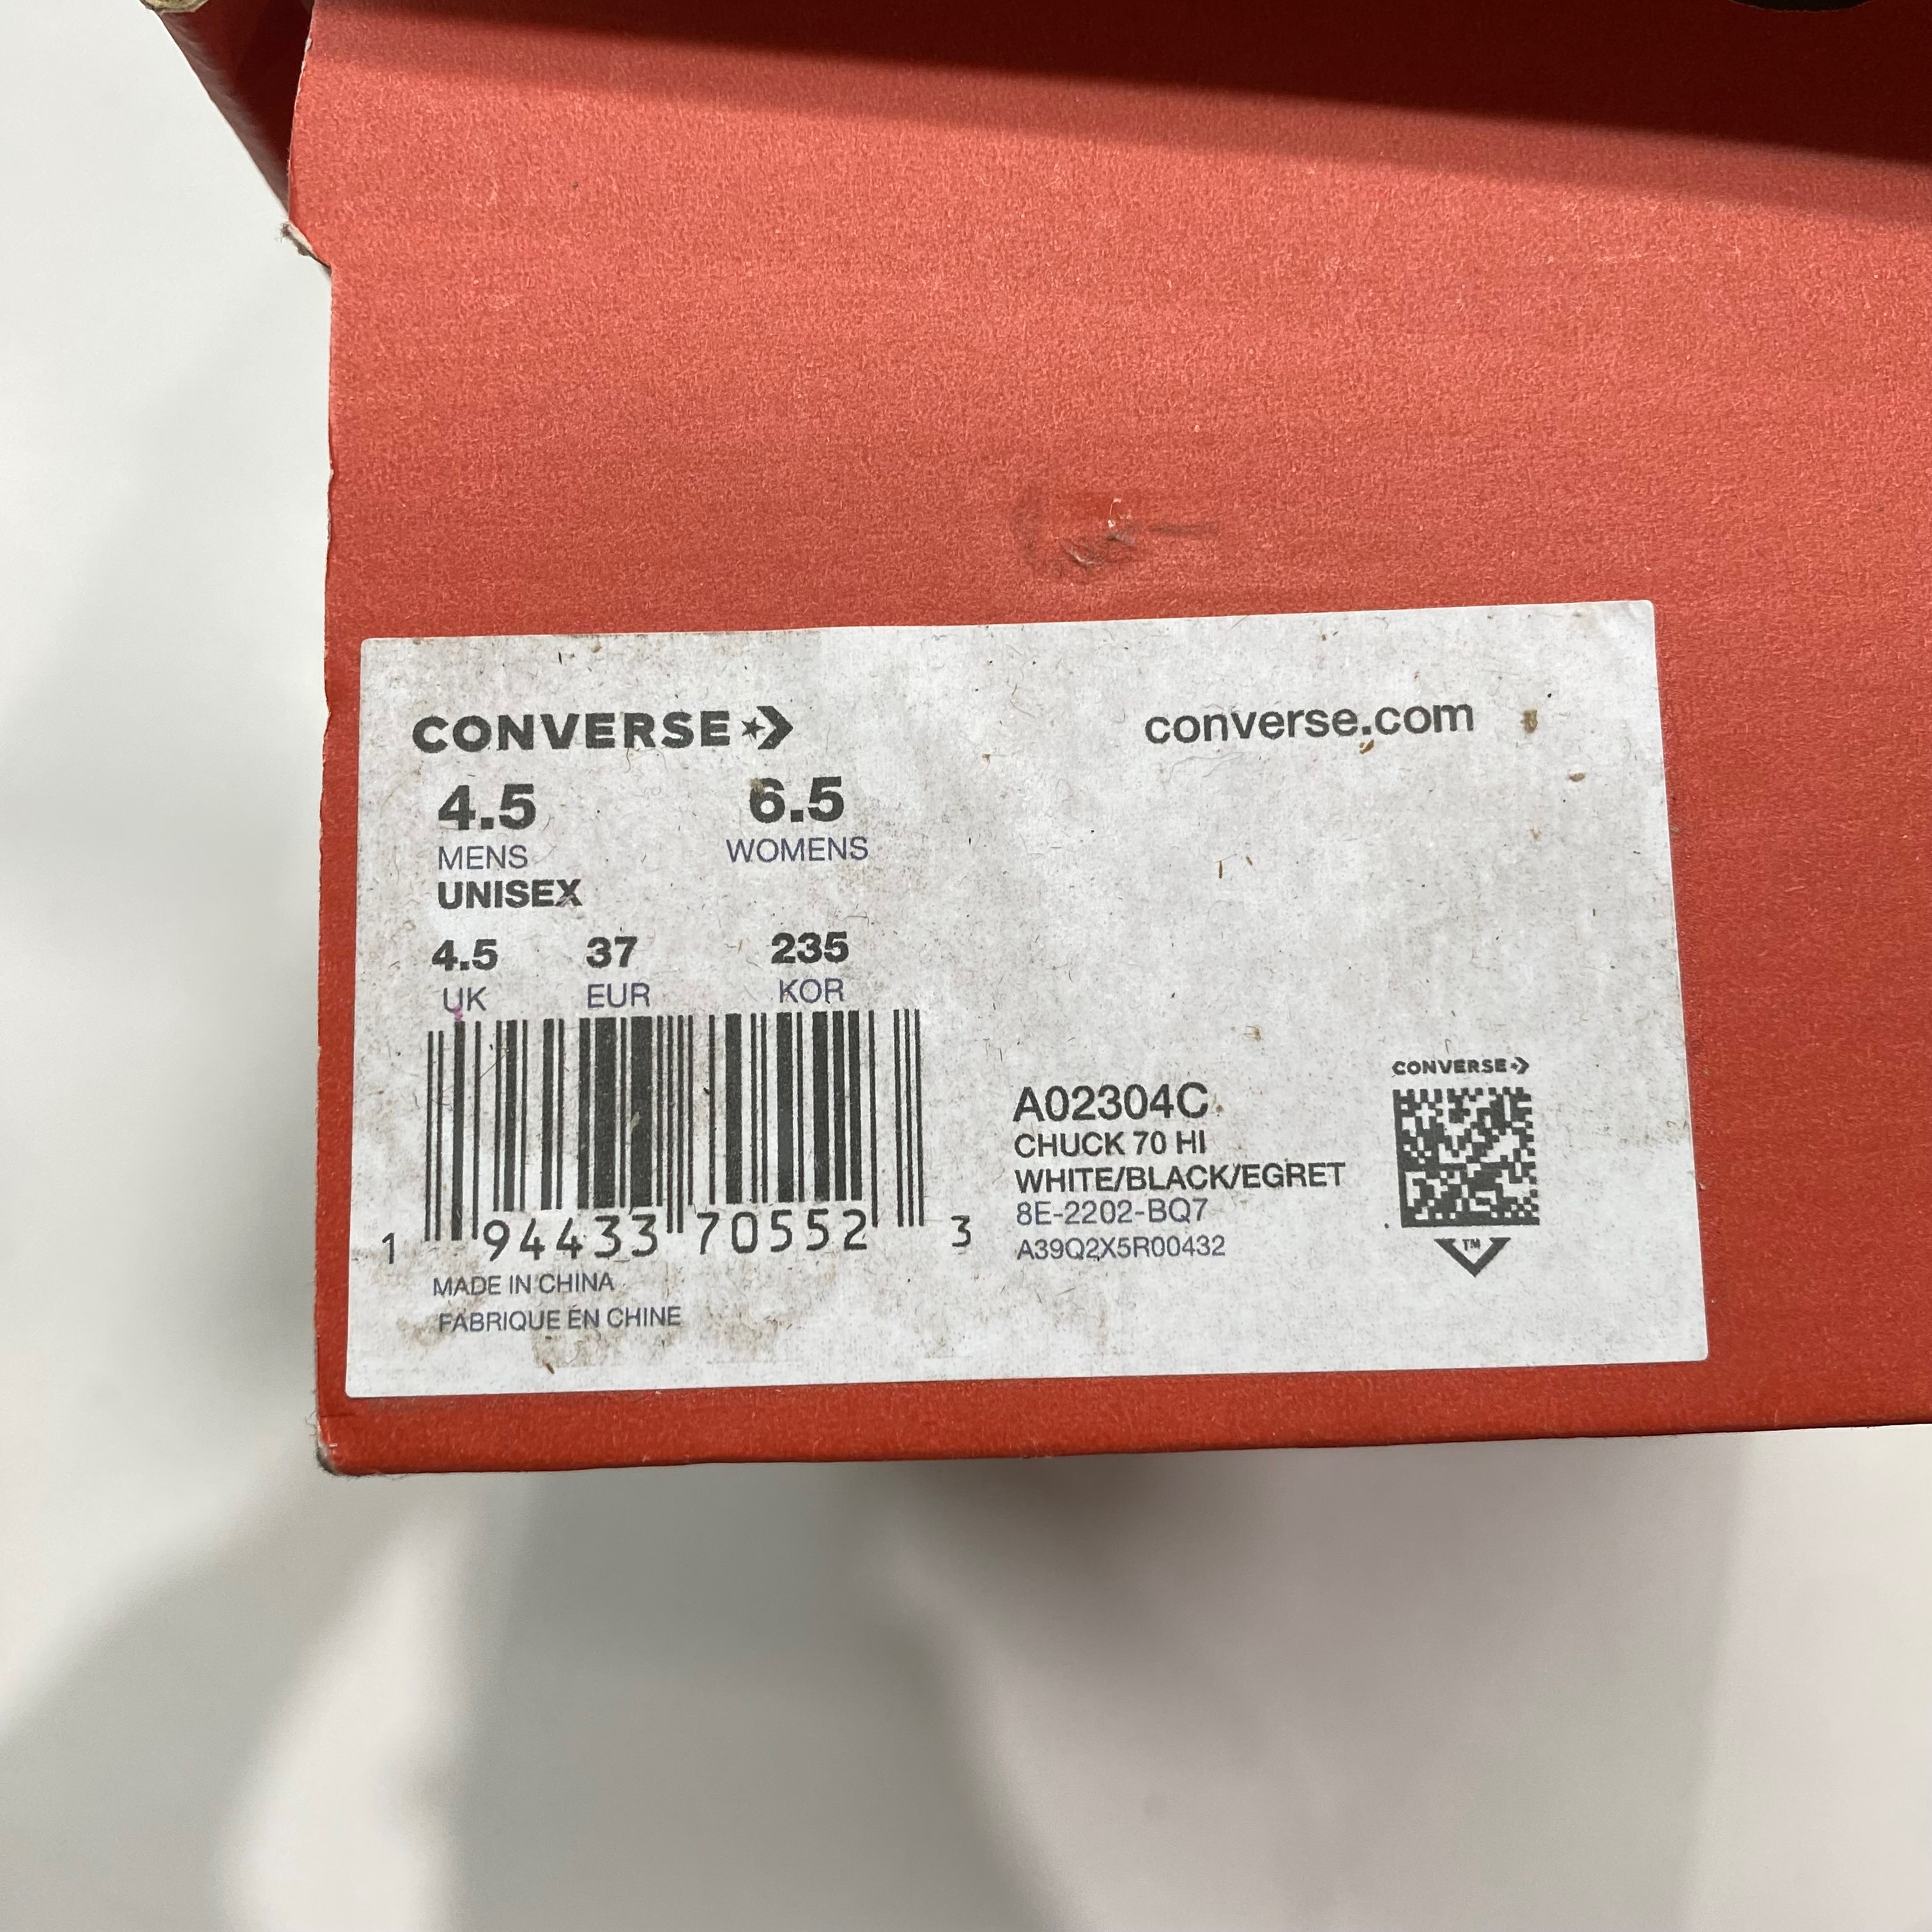 CONVERSE
converse.com
4.5 6.5
MENS WOMENS
UNISEX
4.5 37 235
UK EUR KOR
1 94433 70552 3
MADE IN CHINA
FABRIQUE EN CHINE
A02304C
CHUCK 70 HI
WHITE/BLACK/EGRET
8E-2202-BQ7
A39Q2X5R00432
CONVERSE
TM